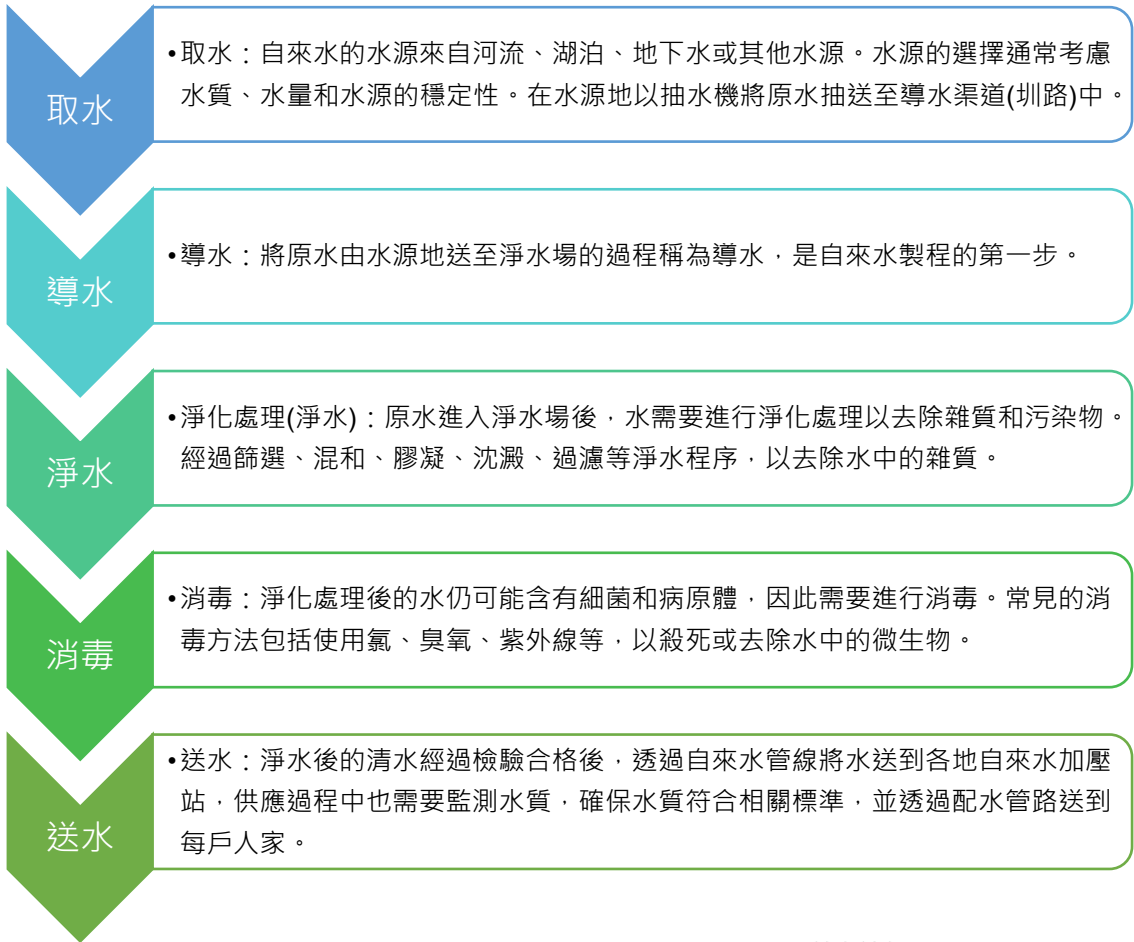 取水
•取水：自來水的水源來自河流、湖泊、地下水或其他水源。水源的選擇通常考慮
水質、水量和水源的穩定性。在水源地以抽水機將原水抽送至導水渠道(圳路)中。
導水
•導水：將原水由水源地送至淨水場的過程稱為導水，是自來水製程的第一步。
淨水
•淨化處理(淨水)：原水進入淨水場後，水需要進行淨化處理以去除雜質和污染物。
經過篩選、混和、膠凝、沈澱、過濾等淨水程序，以去除水中的雜質。
消毒
•消毒：淨化處理後的水仍可能含有細菌和病原體，因此需要進行消毒。常見的消
毒方法包括使用氯、臭氧、紫外線等，以殺死或去除水中的微生物。
送水
•送水：淨水後的清水經過檢驗合格後，透過自來水管線將水送到各地自來水加壓
站，供應過程中也需要監測水質，確保水質符合相關標準，並透過配水管路送到
每戶人家。